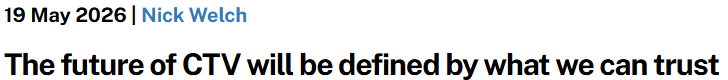 19 May 2026 | Nick Welch
The future of CTV will be defined by what we can trust